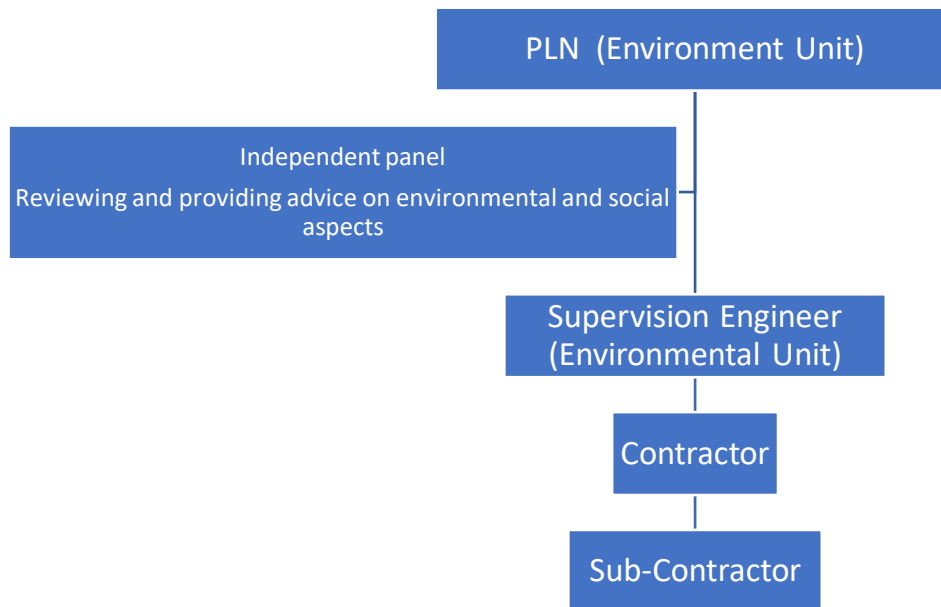 PLN (Environment Unit)
Independent panel
Reviewing and providing advice on environmental and social
aspects
Supervision Engineer
(Environmental Unit)
Contractor
Sub-Contractor